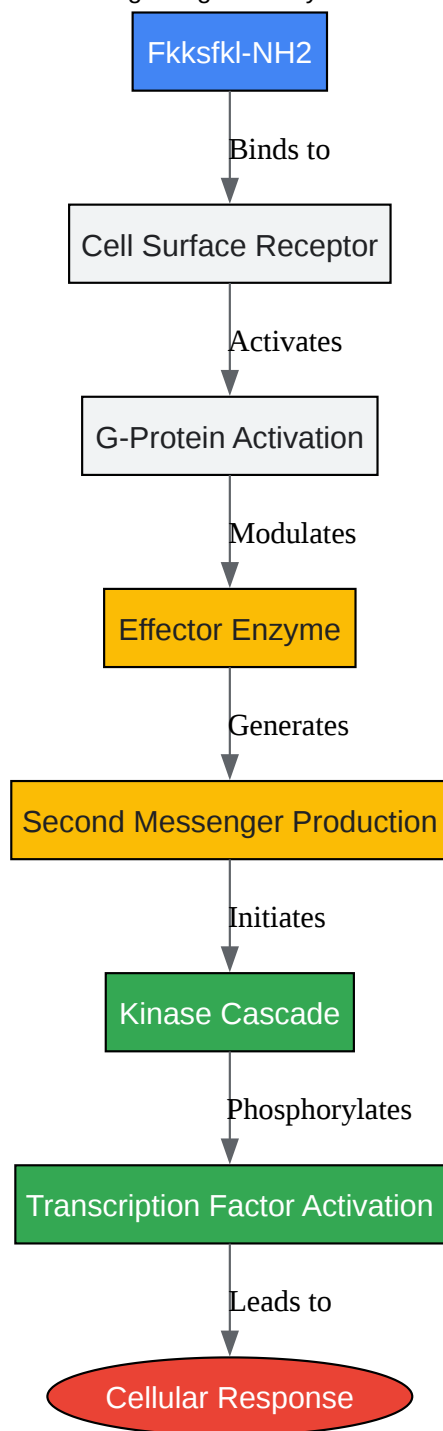 Fkksfkl-NH2
Binds to
Cell Surface Receptor
Activates
G-Protein Activation
Modulates
Effector Enzyme
Generates
Second Messenger Production
Initiates
Kinase Cascade
Phosphorylates
Transcription Factor Activation
Leads to
Cellular Response